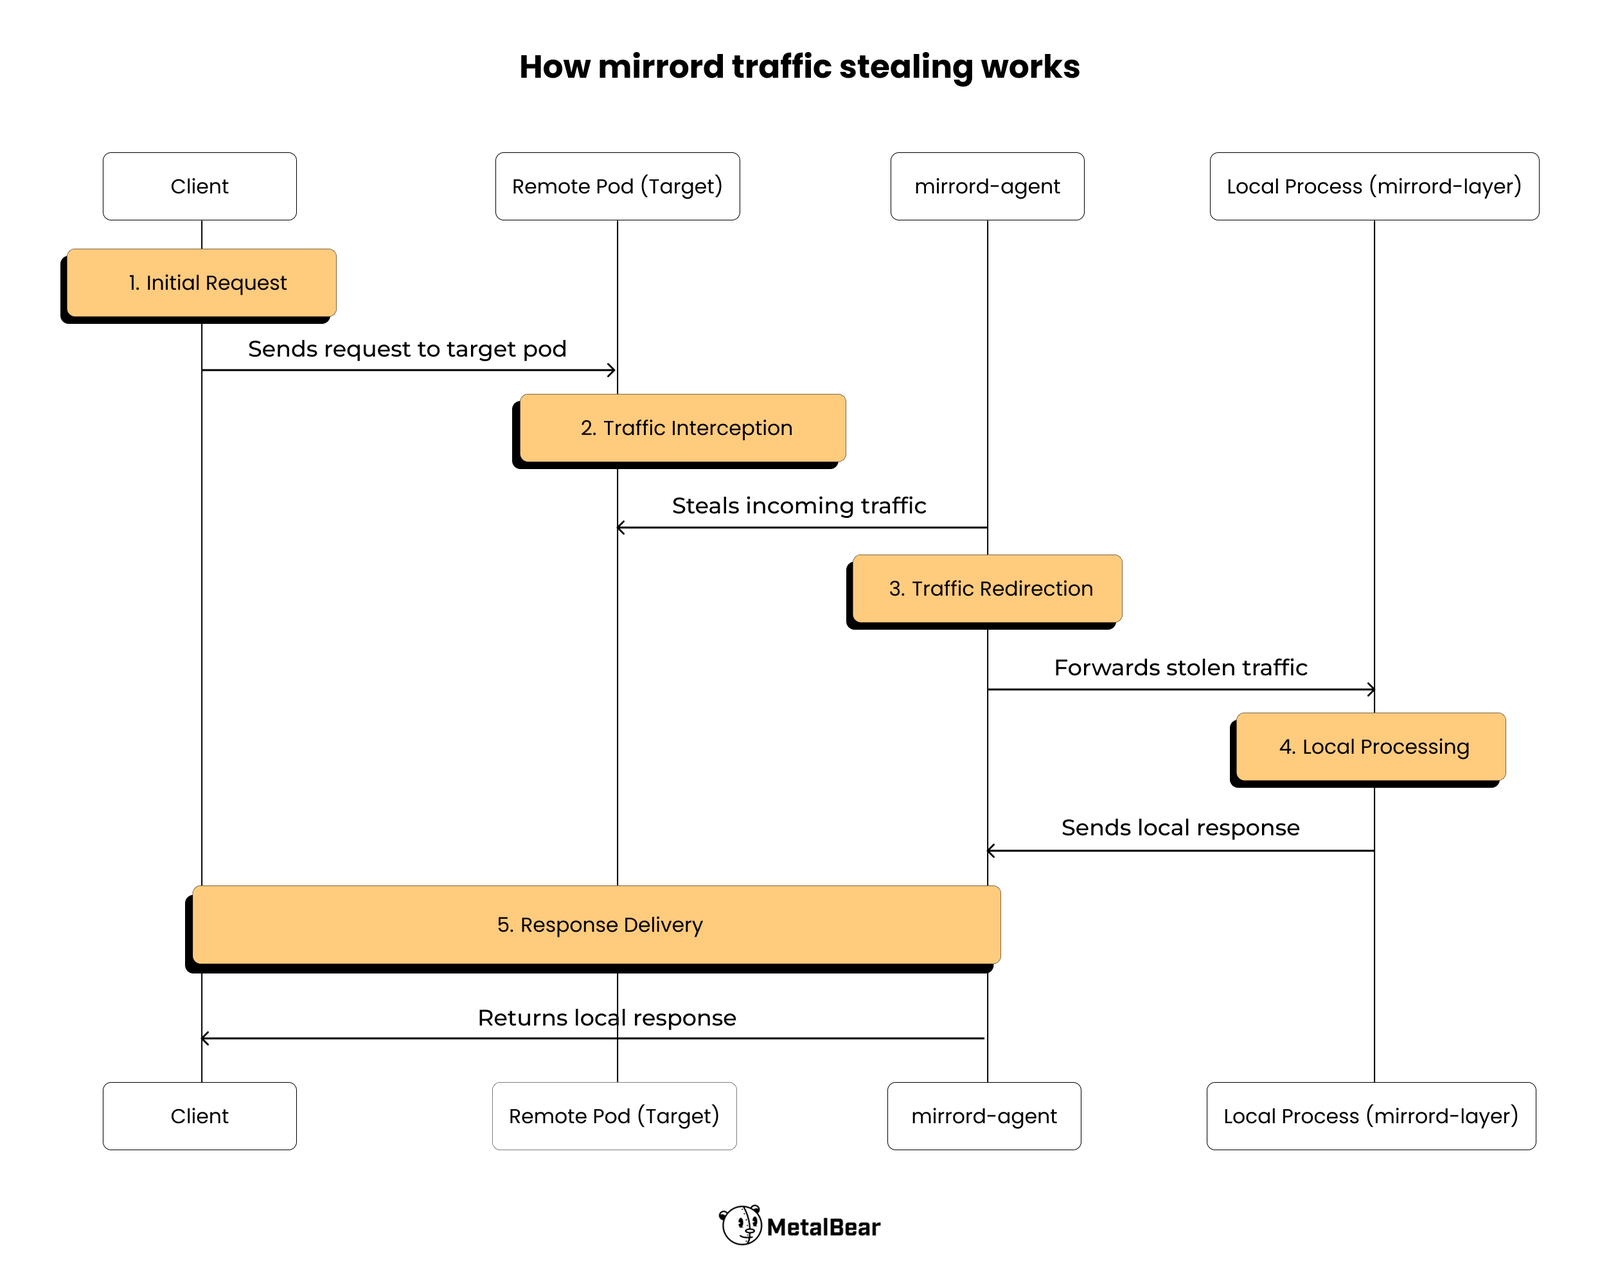 How mirrord traffic stealing works
Client
Remote Pod (Target)
mirrord-agent
Local Process (mirrord-layer)
1. Initial Request
Sends request to target pod
2. Traffic Interception
Steals incoming traffic
3. Traffic Redirection
Forwards stolen traffic
4. Local Processing
Sends local response
5. Response Delivery
Returns local response
Client
Remote Pod (Target)
mirrord-agent
Local Process (mirrord-layer)
MetalBear